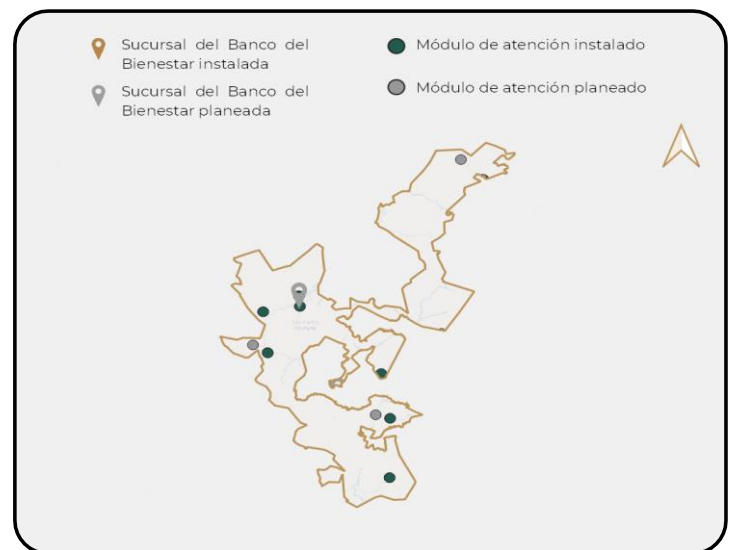 Sucursal del Banco del
Bienestar instalada
Sucursal del Banco del
Bienestar planeada
Módulo de atención instalado
Módulo de atención planeado